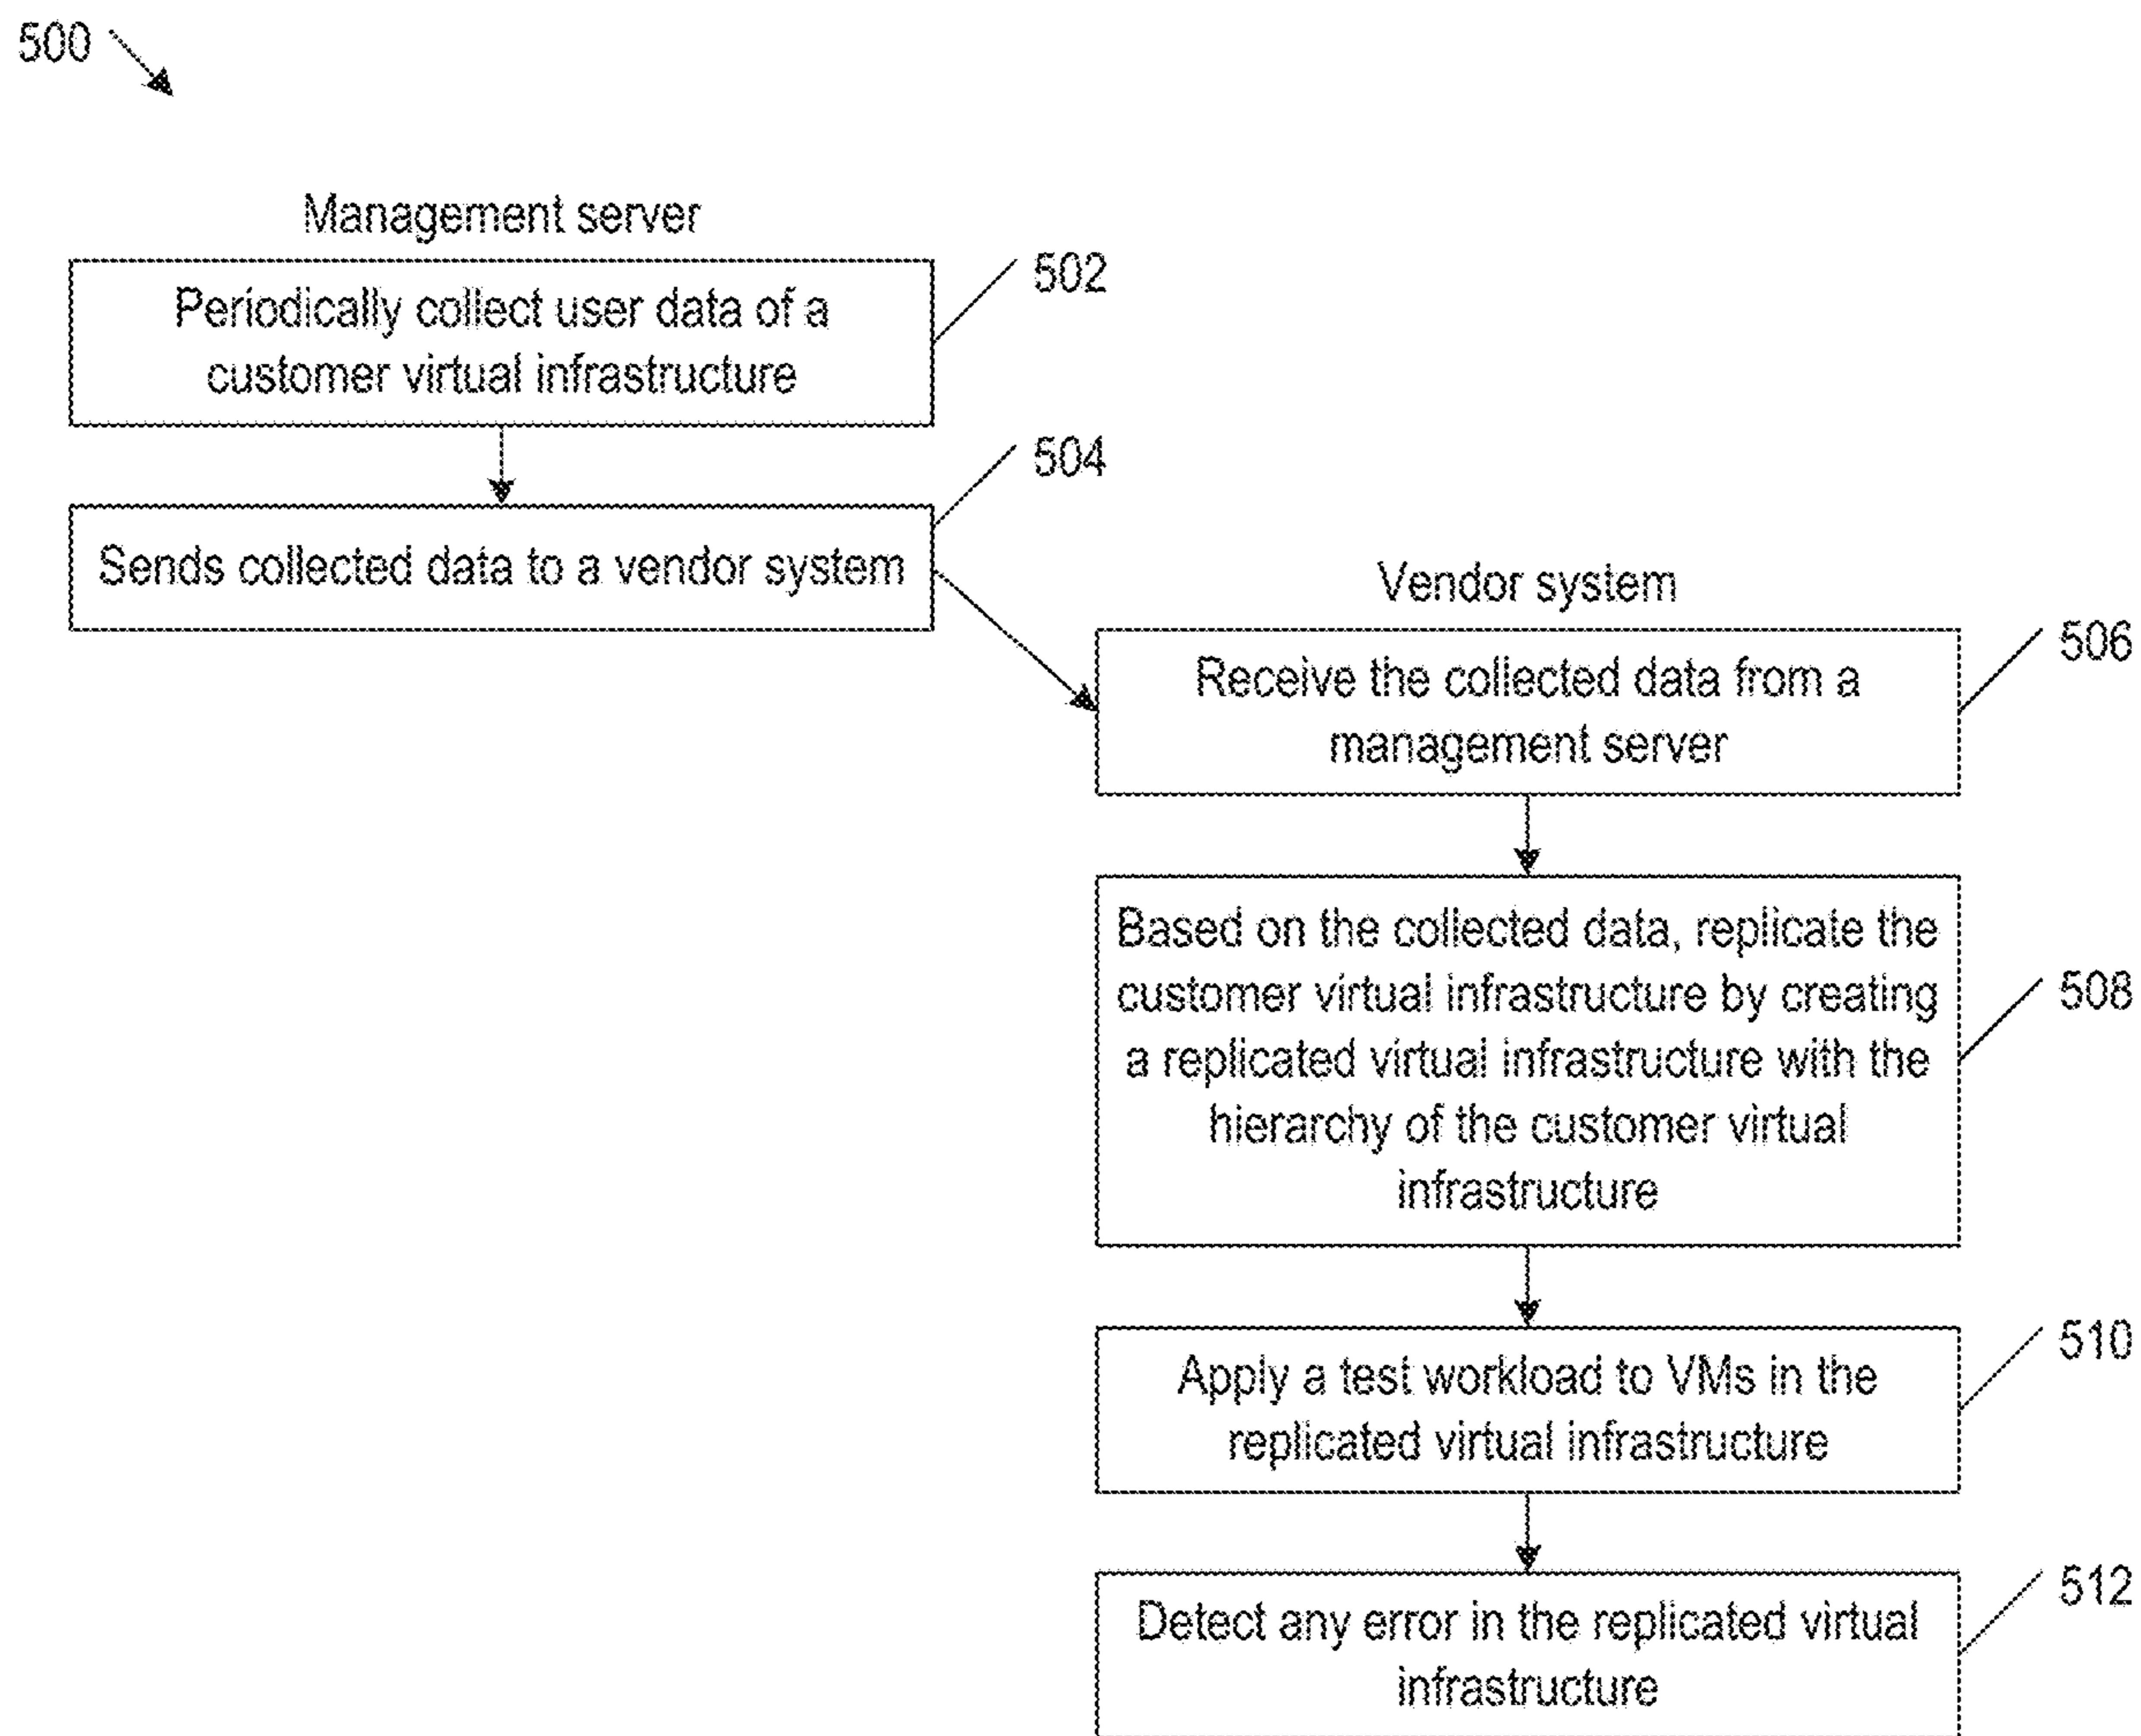 500
Management server
Periodically collect user data of a
customer virtual infrastructure
502
504
Sends collected data to a vendor system
Vendor system
506
Receive the collected data from a
management server
Based on the collected data, replicate the
customer virtual infrastructure by creating
a replicated virtual infrastructure with the
hierarchy of the customer virtual
infrastructure
508
510
Apply a test workload to VMs in the
replicated virtual infrastructure
512
Detect any error in the replicated virtual
infrastructure